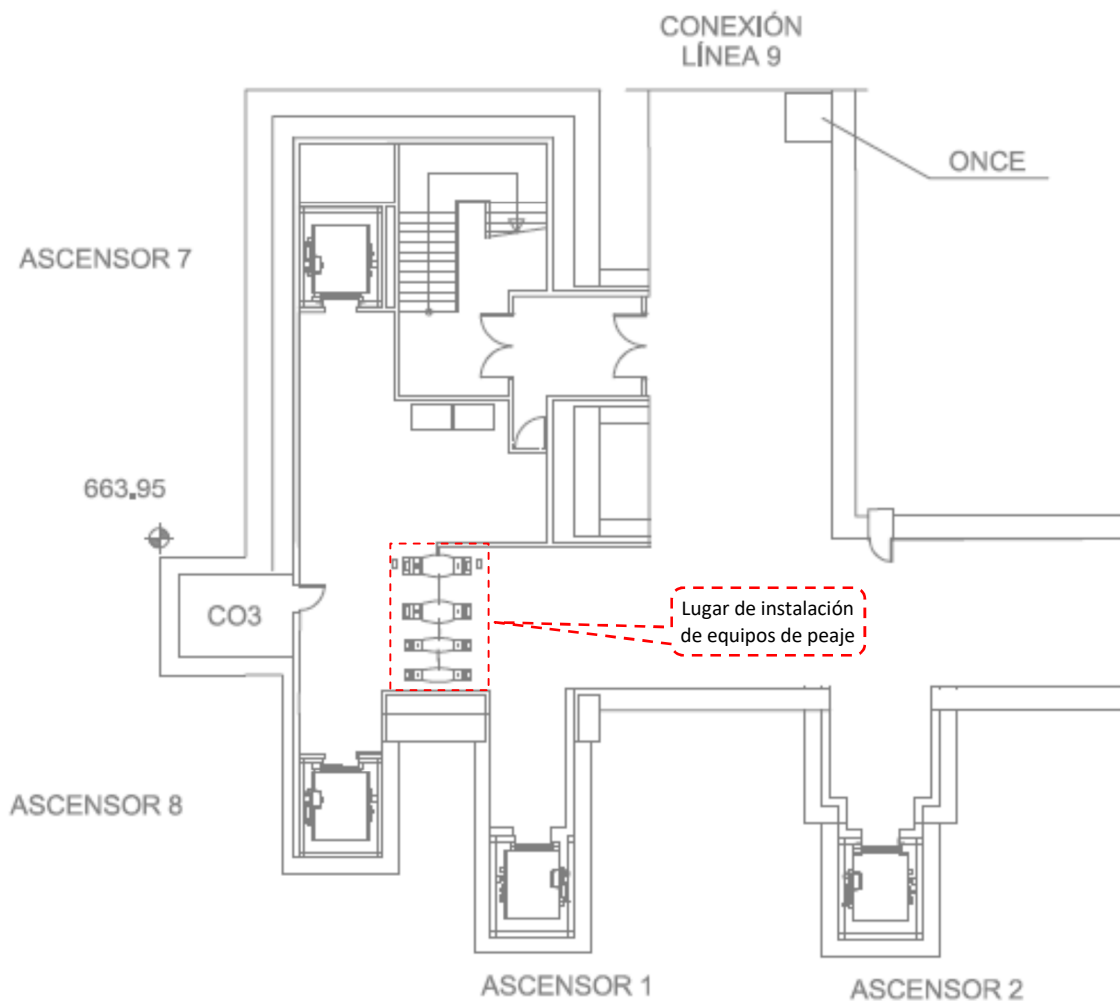 CONEXIÓN
LÍNEA 9
ONCE
ASCENSOR 7
663.95
CO3
Lugar de instalación
de equipos de peaje
ASCENSOR 8
ASCENSOR 1
ASCENSOR 2